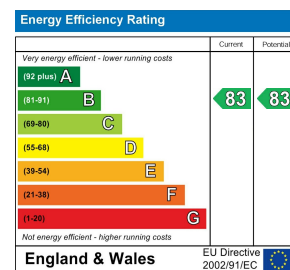 Energy Efficiency Rating
Current Potential
Very energy efficient - lower running costs
(92 plus) A
(81-91) B 83 83
(69-80) C
(55-68) D
(39-54) E
(21-38) F
(1-20) G
Not energy efficient - higher running costs
England & Wales
EU Directive
2002/91/EC